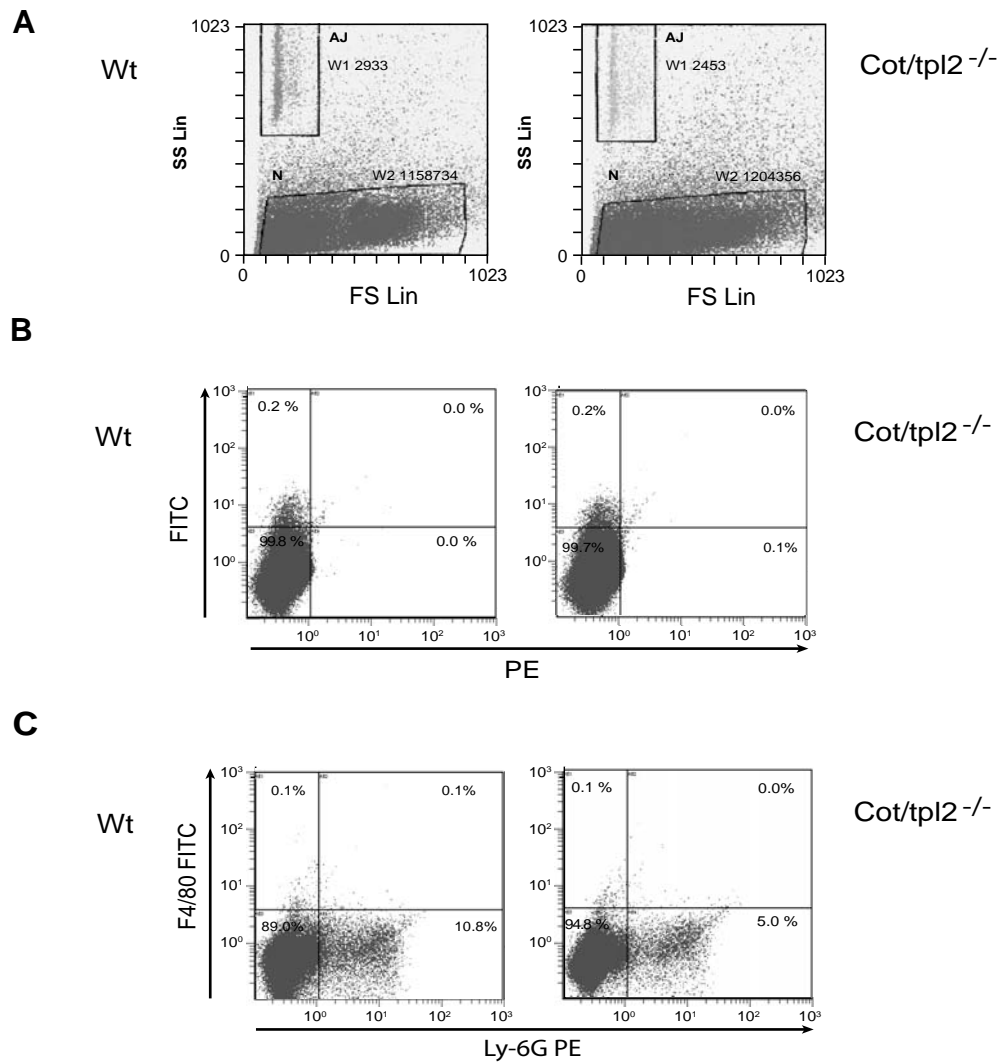 A
Wt
Cot/tpl2 -/-
1023
SS Lin
0
AJ
W1 2933
N
W2 1158734
0
1023
FS Lin
1023
0
AJ
W1 2453
N
W2 1204356
0
1023
FS Lin
B
Wt
Cot/tpl2 -/-
FITC
10³
10²
10¹
10⁰
0.2 %
0.0 %
99.8 %
0.0 %
10⁰ 10¹ 10² 10³
10³
10²
10¹
10⁰
0.2%
0.0%
99.7%
0.1%
10⁰ 10¹ 10² 10³
PE
C
Wt
Cot/tpl2 -/-
F4/80 FITC
10³
10²
10¹
10⁰
0.1%
0.1%
89.0%
10.8%
10⁰ 10¹ 10² 10³
10³
10²
10¹
10⁰
0.1 %
0.0%
94.8 %
5.0 %
10⁰ 10¹ 10² 10³
Ly-6G PE